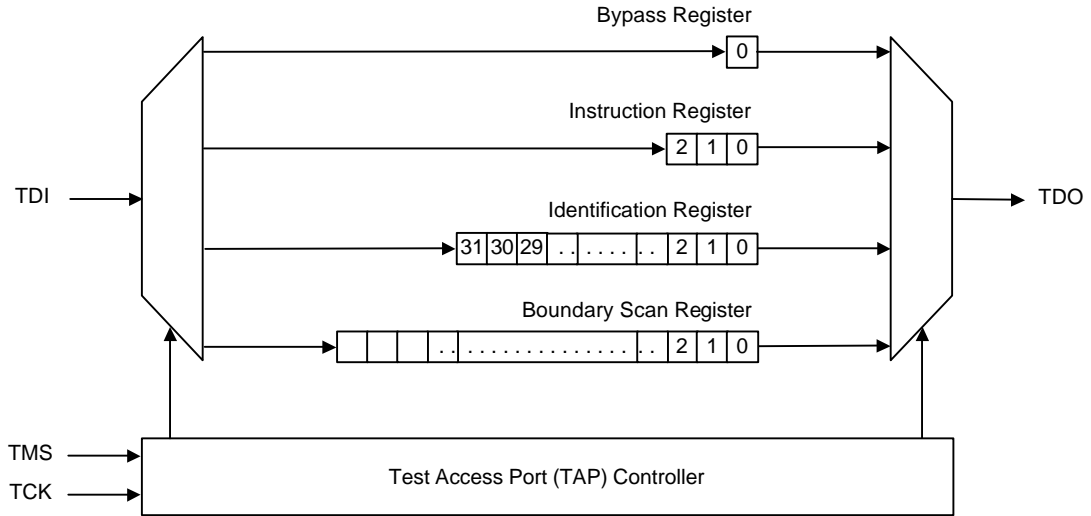 Bypass Register
0
Instruction Register
2 1 0
TDI
TDO
Identification Register
31 30 29 . . . . . . . . 2 1 0
Boundary Scan Register
. . . . . . . . . . . . . . . . . . 2 1 0
TMS
Test Access Port (TAP) Controller
TCK